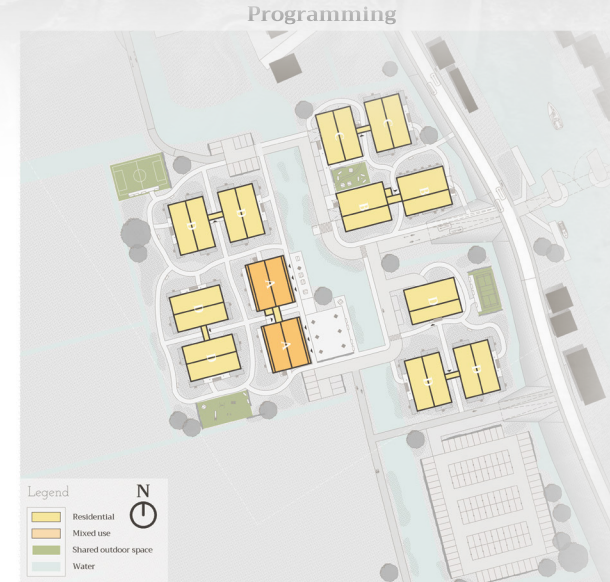 Programming
A
A
Legend
N
Residential
Mixed use
Shared outdoor space
Water